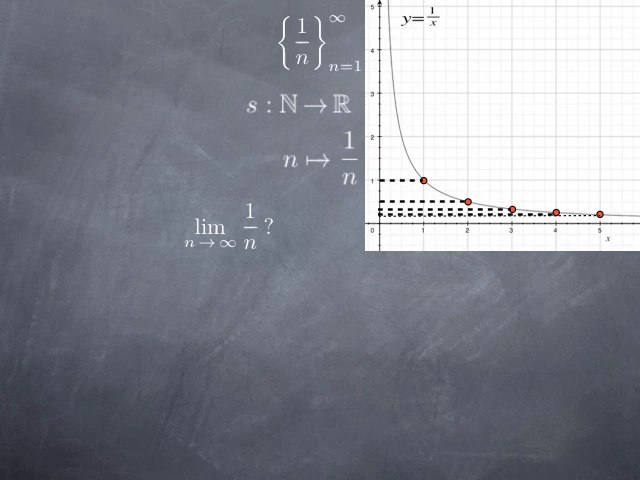 {1/n}_{n=1}^{∞}
s : ℕ → ℝ
n ↦ 1/n
lim_{n→∞} 1/n ?
y=1/x
5
4
3
2
1
0 1 2 3 4 5
x